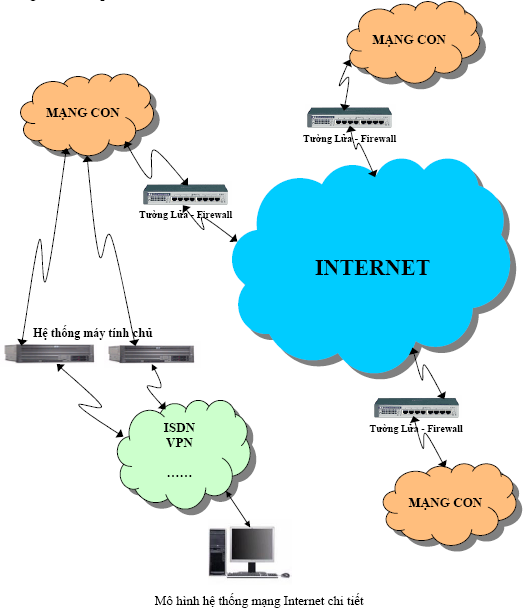 MẠNG CON
MẠNG CON
Tường Lửa - Firewall
Tường Lửa - Firewall
INTERNET
Hệ thống máy tính chủ
Tường Lửa - Firewall
ISDN
VPN
……
MẠNG CON
Mô hình hệ thống mạng Internet chi tiết